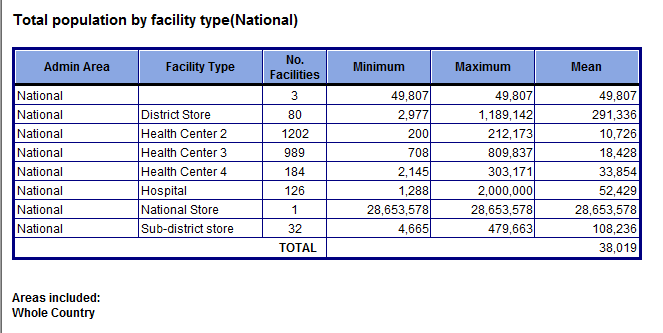 Total population by facility type(National)
Admin Area Facility Type No. Facilities Minimum Maximum Mean
National 3 49,807 49,807 49,807
National District Store 80 2,977 1,189,142 291,336
National Health Center 2 1202 200 212,173 10,726
National Health Center 3 989 708 809,837 18,428
National Health Center 4 184 2,145 303,171 33,854
National Hospital 126 1,288 2,000,000 52,429
National National Store 1 28,653,578 28,653,578 28,653,578
National Sub-district store 32 4,665 479,663 108,236
TOTAL 38,019
Areas included:
Whole Country